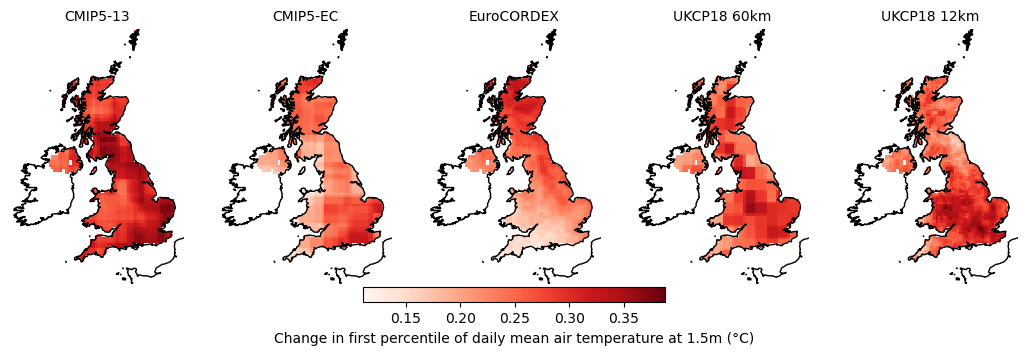 CMIP5-13 CMIP5-EC EuroCORDEX UKCP18 60km UKCP18 12km
0.15 0.20 0.25 0.30 0.35
Change in first percentile of daily mean air temperature at 1.5m (°C)